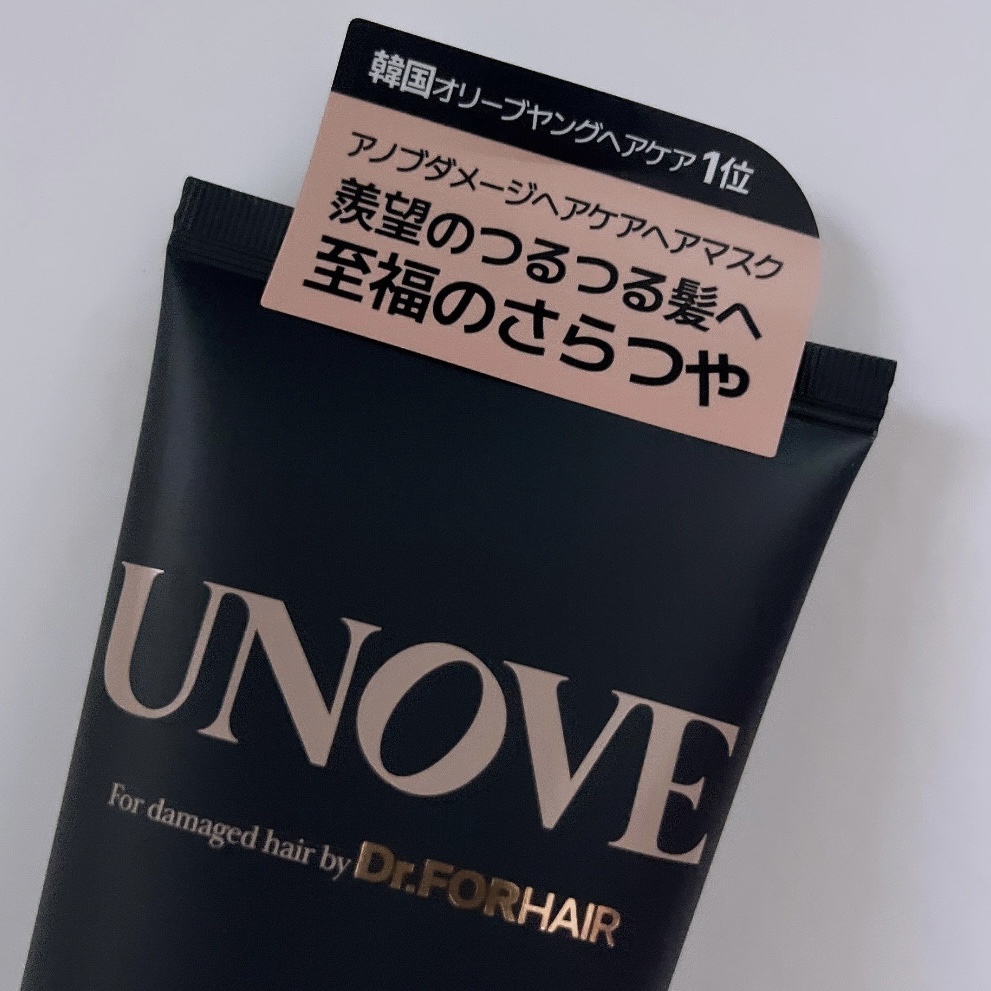 韓国オリーブヤングヘアケア1位
アノブダメージヘアケアヘアマスク
羨望のつるつる髪へ
至福のさらつや
UNOVE
For damaged hair by Dr.FORHAIR